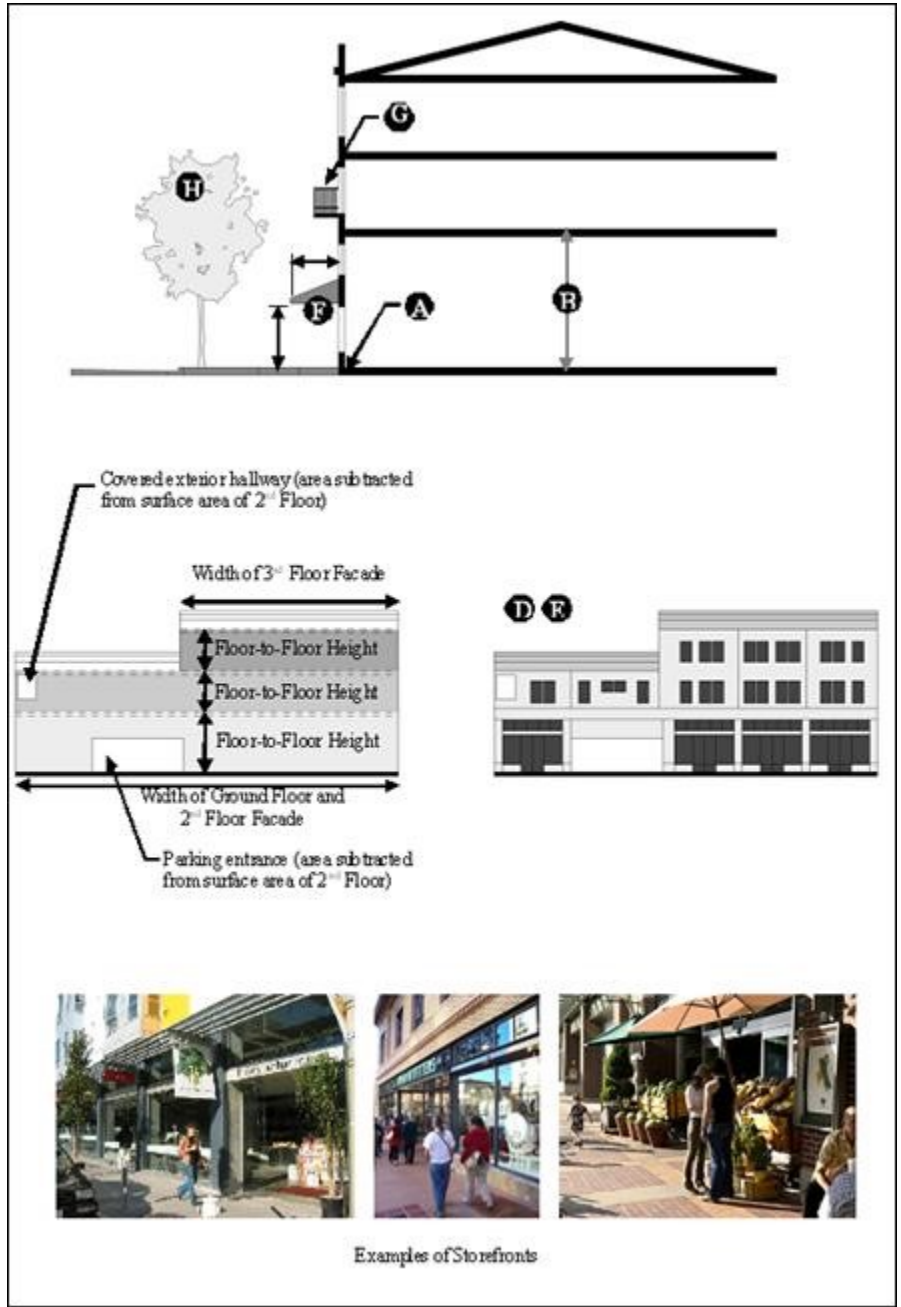 G
H
B
F
A
Covered exterior hallway (area subtracted
from surface area of 2nd Floor)
Width of 3rd Floor Facade
D E
Floor-to-Floor Height
Floor-to-Floor Height
Floor-to-Floor Height
Width of Ground Floor and
2nd Floor Facade
Parking entrance (area subtracted
from surface area of 2nd Floor)
Examples of Storefronts